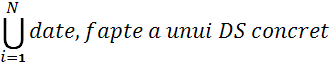 ⋃_{i=1}^{N} date, fapte a unui DS concret